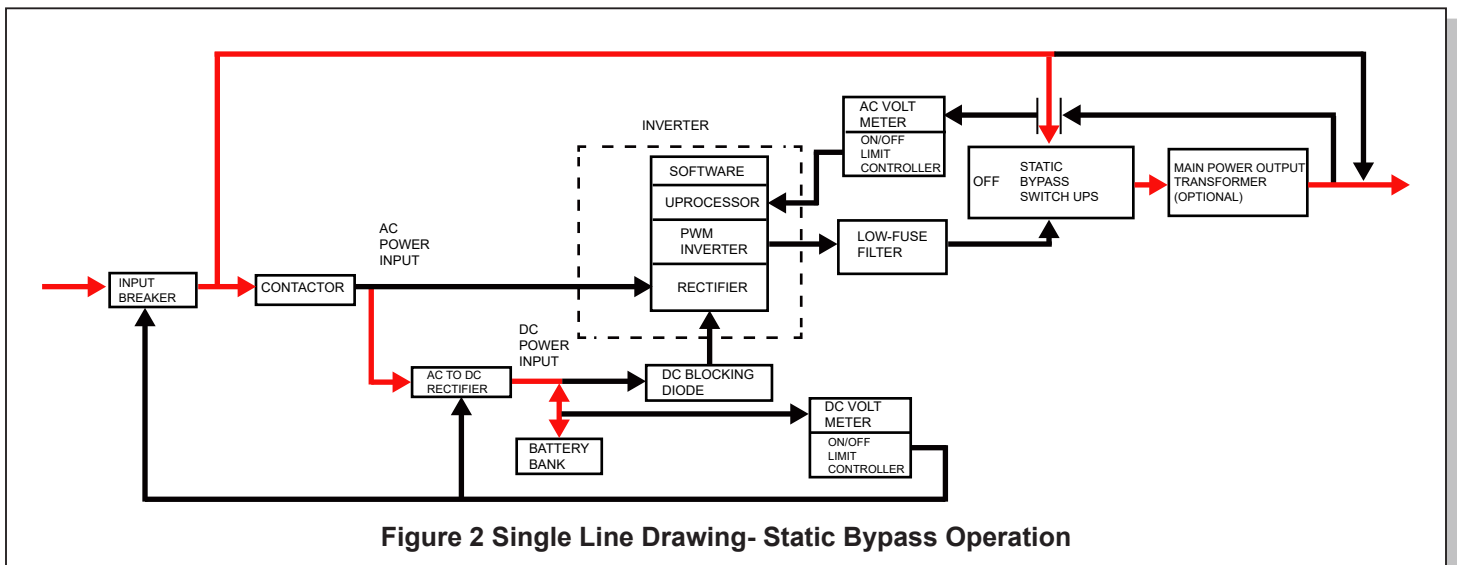 INVERTER
AC VOLT
METER
ON/OFF
LIMIT
CONTROLLER
SOFTWARE
UPROCESSOR
PWM
INVERTER
RECTIFIER
OFF
STATIC
BYPASS
SWITCH UPS
MAIN POWER OUTPUT
TRANSFORMER
(OPTIONAL)
LOW-FUSE
FILTER
AC
POWER
INPUT
INPUT
BREAKER
CONTACTOR
DC
POWER
INPUT
AC TO DC
RECTIFIER
DC BLOCKING
DIODE
BATTERY
BANK
DC VOLT
METER
ON/OFF
LIMIT
CONTROLLER
Figure 2 Single Line Drawing- Static Bypass Operation